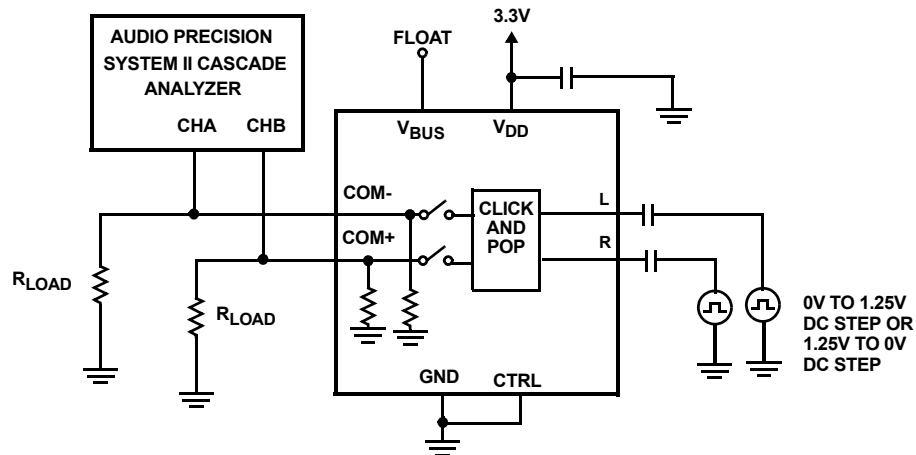 3.3V
AUDIO PRECISION
SYSTEM II CASCADE
ANALYZER
CHA CHB
FLOAT
VBUS
VDD
COM-
COM+
CLICK
AND
POP
L
R
RLOAD
RLOAD
0V TO 1.25V
DC STEP OR
1.25V TO 0V
DC STEP
GND
CTRL